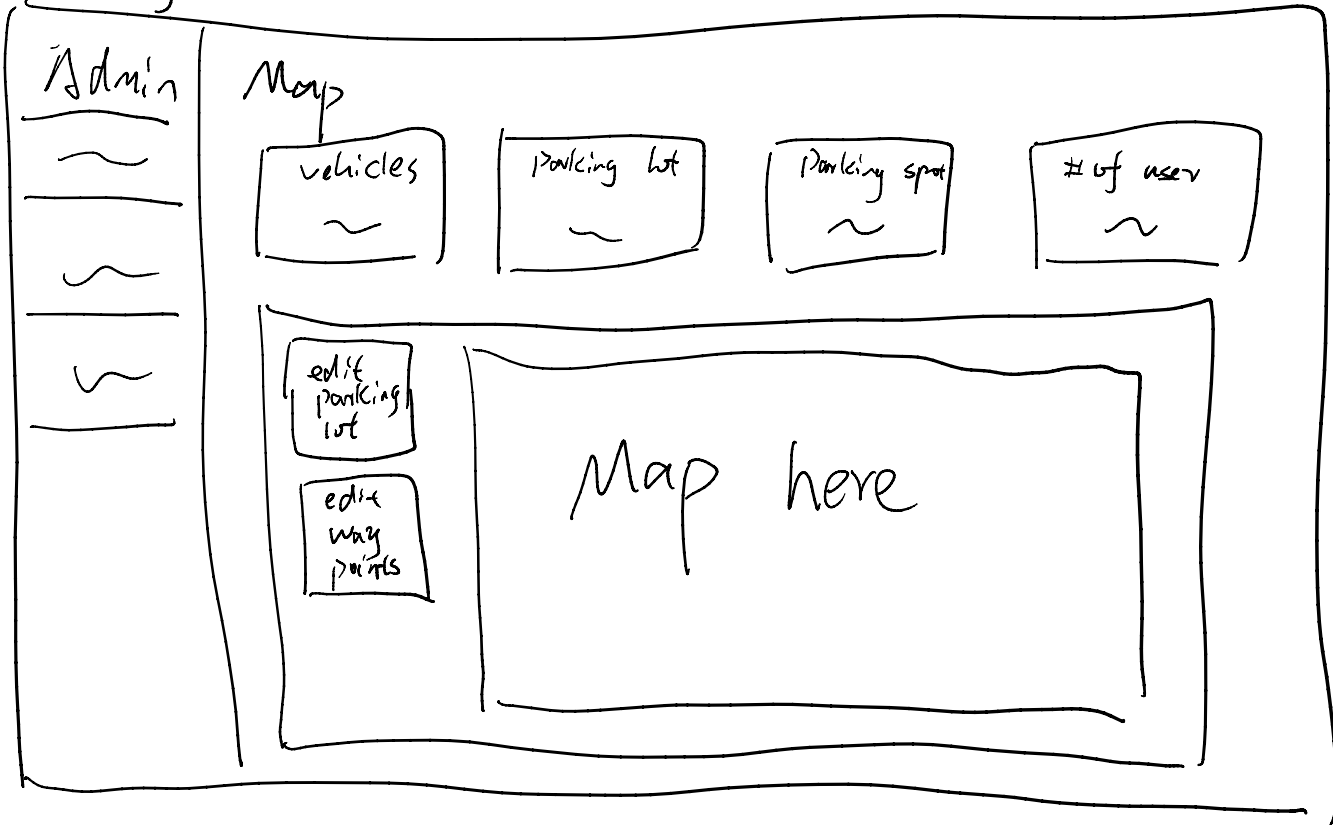 Admin
Map
vehicles
parking lot
parking spot
# of user
edit
parking
lot
edit
way
points
Map here